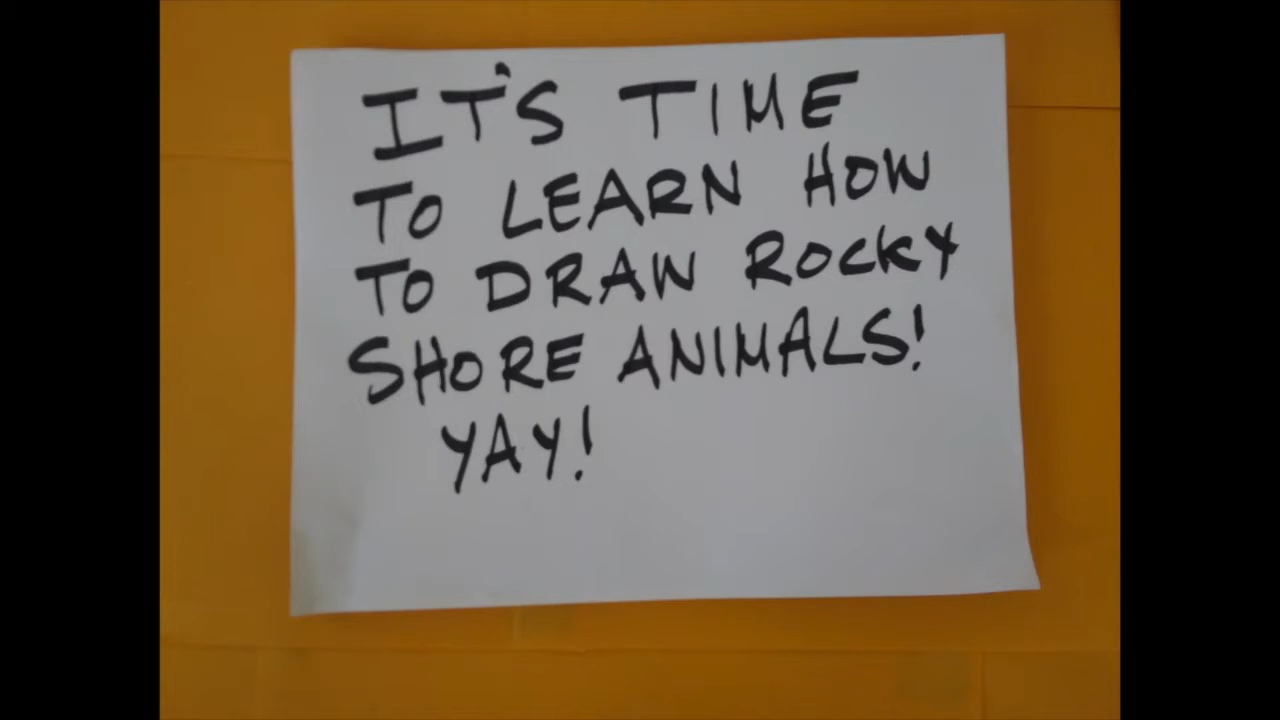 IT'S TIME
TO LEARN HOW
TO DRAW ROCKY
SHORE ANIMALS!
YAY!